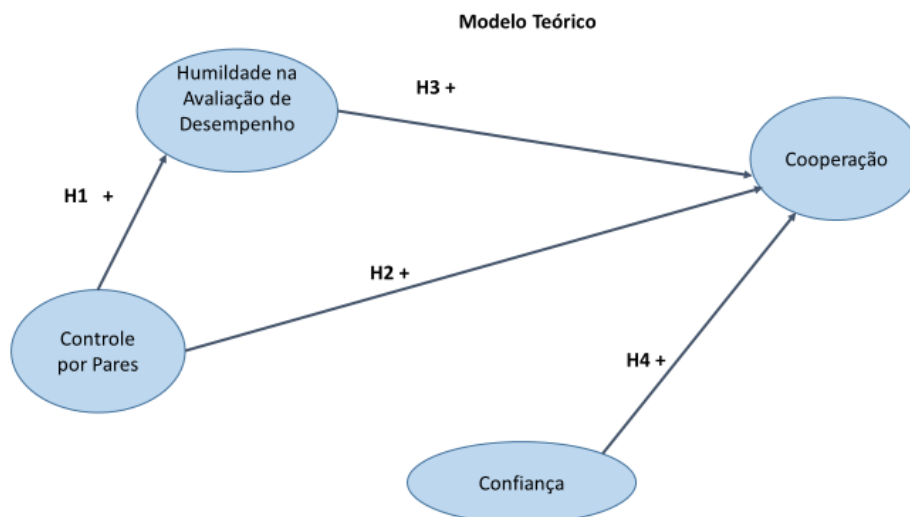 Modelo Teórico
Humildade na
Avaliação de
Desempenho
H3 +
Cooperação
H1 +
H2 +
Controle
por Pares
H4 +
Confiança